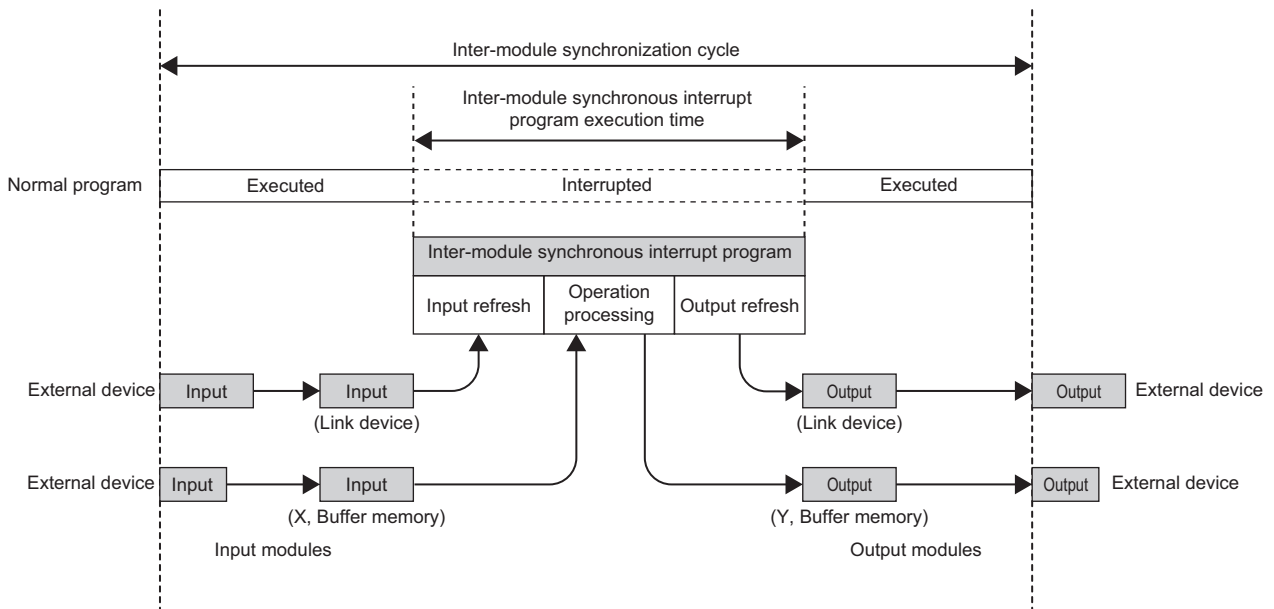 Inter-module synchronization cycle
Inter-module synchronous interrupt
program execution time
Normal program
Executed
Interrupted
Executed
Inter-module synchronous interrupt program
Input refresh
Operation
processing
Output refresh
External device
Input
Input
Output
Output
External device
(Link device)
(Link device)
External device
Input
Input
Output
Output
External device
(X, Buffer memory)
(Y, Buffer memory)
Input modules
Output modules